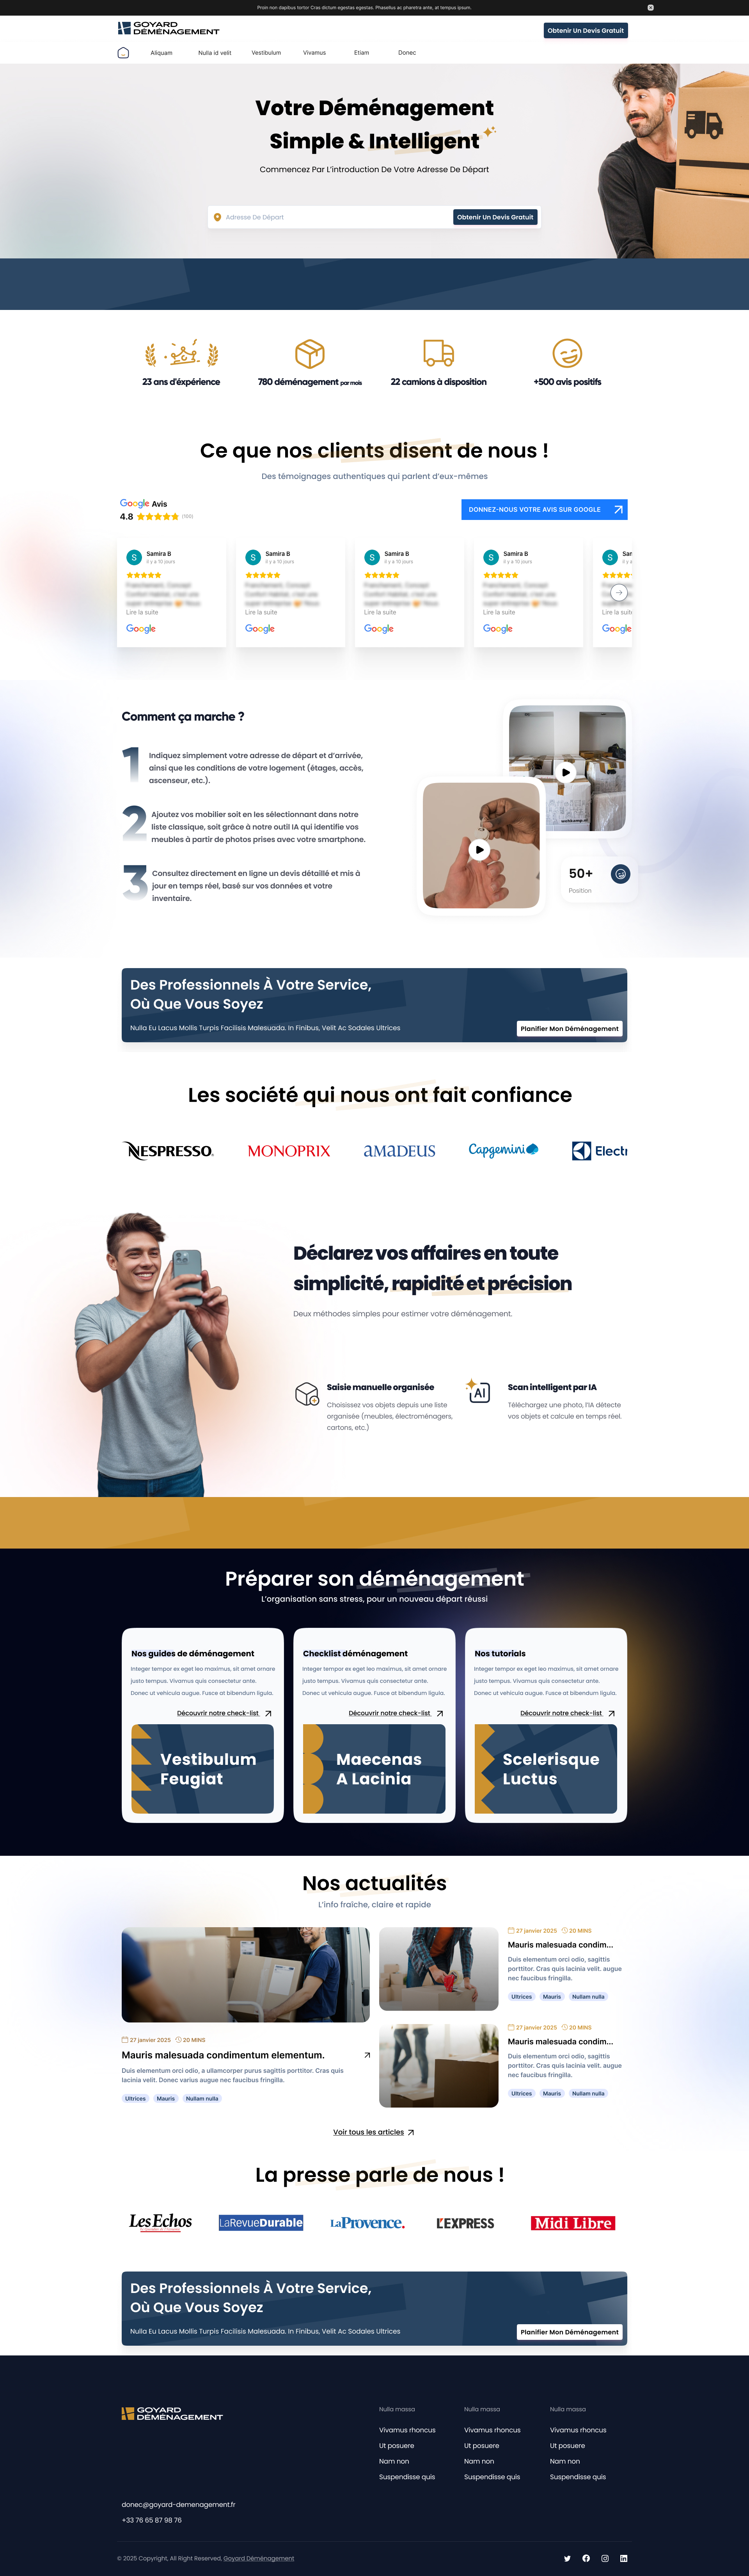 Proin non dapibus tortor Cras dictum egestas egestas. Phasellus ac pharetra ante, at tempus ipsum.
GOYARD
DÉMÉNAGEMENT
Obtenir Un Devis Gratuit
Aliquam Nulla id velit Vestibulum Vivamus Etiam Donec
Votre Déménagement
Simple & Intelligent
Commencez Par L'introduction De Votre Adresse De Départ
Adresse De Départ
Obtenir Un Devis Gratuit
23 ans d'éxpérience
780 déménagement par mois
22 camions à disposition
+500 avis positifs
Ce que nos clients disent de nous !
Des témoignages authentiques qui parlent d'eux-mêmes
Google Avis
4.8 (100)
DONNEZ-NOUS VOTRE AVIS SUR GOOGLE
S Samira B
il y a 10 jours
Lire la suite
Google
S Samira B
il y a 10 jours
Lire la suite
Google
S Samira B
il y a 10 jours
Lire la suite
Google
S Samira B
il y a 10 jours
Lire la suite
Google
S Sar
il y a
Lire la suite
Google
Comment ça marche ?
1 Indiquez simplement votre adresse de départ et d'arrivée,
ainsi que les conditions de votre logement (étages, accès,
ascenseur, etc.).
2 Ajoutez vos mobilier soit en les sélectionnant dans notre
liste classique, soit grâce à notre outil IA qui identifie vos
meubles à partir de photos prises avec votre smartphone.
3 Consultez directement en ligne un devis détaillé et mis à
jour en temps réel, basé sur vos données et votre
inventaire.
50+
Position
Des Professionnels À Votre Service,
Où Que Vous Soyez
Nulla Eu Lacus Mollis Turpis Facilisis Malesuada. In Finibus, Velit Ac Sodales Ultrices
Planifier Mon Déménagement
Les société qui nous ont fait confiance
NESPRESSO. MONOPRIX AMADEUS Capgemini Electr
Déclarez vos affaires en toute
simplicité, rapidité et précision
Deux méthodes simples pour estimer votre déménagement.
Saisie manuelle organisée
Choisissez vos objets depuis une liste
organisée (meubles, électroménagers,
cartons, etc.)
AI
Scan intelligent par IA
Téléchargez une photo, l'IA détecte
vos objets et calcule en temps réel.
Préparer son déménagement
L'organisation sans stress, pour un nouveau départ réussi
Nos guides de déménagement
Integer tempor ex eget leo maximus, sit amet ornare
justo tempus. Vivamus quis consectetur ante.
Donec ut vehicula augue. Fusce at bibendum ligula.
Découvrir notre check-list
Vestibulum
Feugiat
Checklist déménagement
Integer tempor ex eget leo maximus, sit amet ornare
justo tempus. Vivamus quis consectetur ante.
Donec ut vehicula augue. Fusce at bibendum ligula.
Découvrir notre check-list
Maecenas
A Lacinia
Nos tutorials
Integer tempor ex eget leo maximus, sit amet ornare
justo tempus. Vivamus quis consectetur ante.
Donec ut vehicula augue. Fusce at bibendum ligula.
Découvrir notre check-list
Scelerisque
Luctus
Nos actualités
L'info fraîche, claire et rapide
27 janvier 2025 20 MINS
Mauris malesuada condimentum elementum.
Duis elementum orci odio, a ullamcorper purus sagittis porttitor. Cras quis
lacinia velit. Donec varius augue nec faucibus fringilla.
Ultrices Mauris Nullam nulla
27 janvier 2025 20 MINS
Mauris malesuada condim...
Duis elementum orci odio, sagittis
porttitor. Cras quis lacinia velit. augue
nec faucibus fringilla.
Ultrices Mauris Nullam nulla
27 janvier 2025 20 MINS
Mauris malesuada condim...
Duis elementum orci odio, sagittis
porttitor. Cras quis lacinia velit. augue
nec faucibus fringilla.
Ultrices Mauris Nullam nulla
Voir tous les articles
La presse parle de nous !
Les Echos LaRevueDurable LaProvence. L'EXPRESS Midi Libre
Des Professionnels À Votre Service,
Où Que Vous Soyez
Nulla Eu Lacus Mollis Turpis Facilisis Malesuada. In Finibus, Velit Ac Sodales Ultrices
Planifier Mon Déménagement
GOYARD
DÉMÉNAGEMENT
Nulla massa
Vivamus rhoncus
Ut posuere
Nam non
Suspendisse quis
Nulla massa
Vivamus rhoncus
Ut posuere
Nam non
Suspendisse quis
Nulla massa
Vivamus rhoncus
Ut posuere
Nam non
Suspendisse quis
donec@goyard-demenagement.fr
+33 76 65 87 98 76
© 2025 Copyright, All Right Reserved, Goyard Déménagement